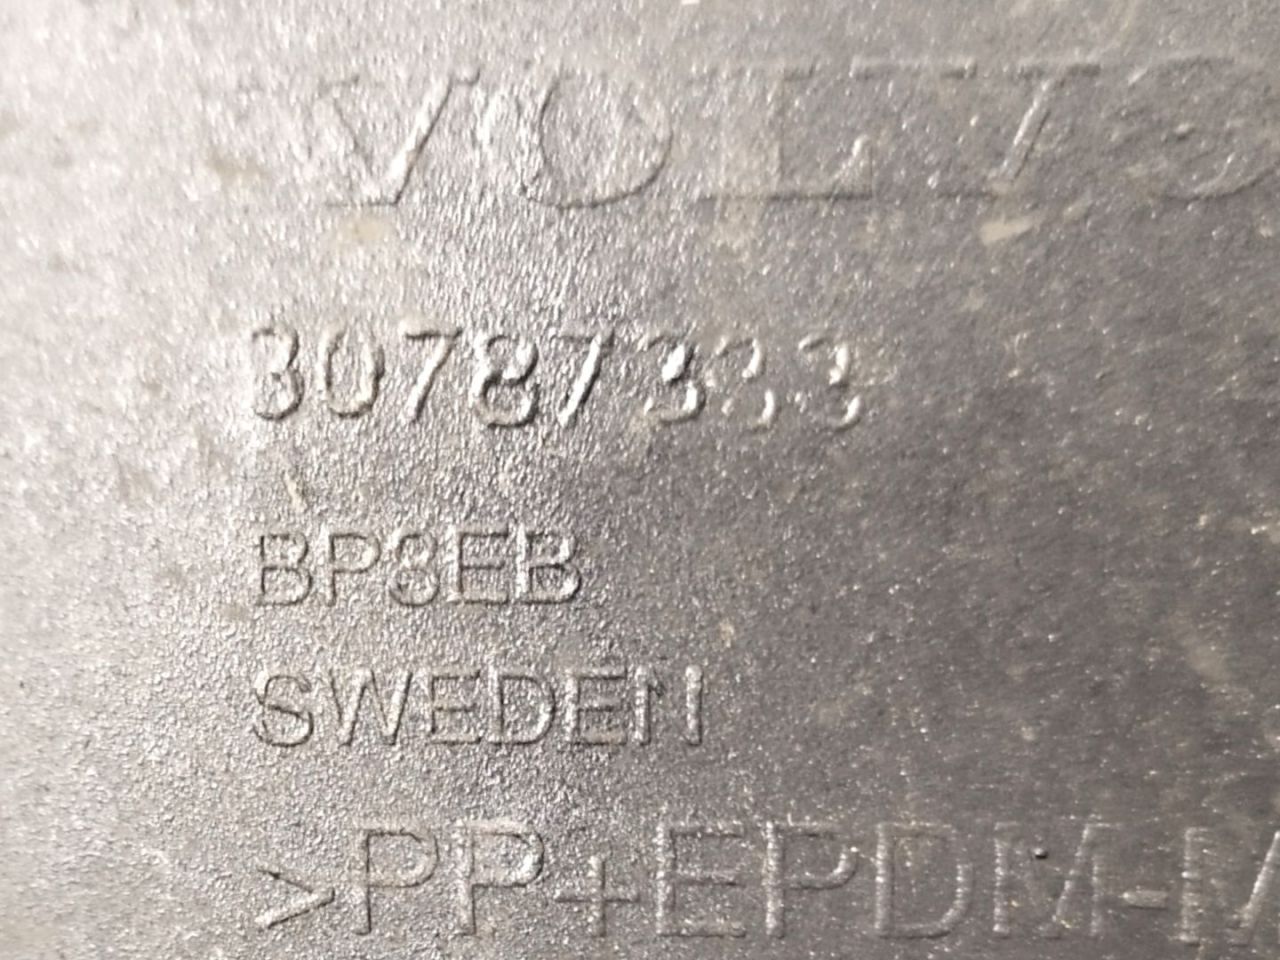 VOLVO
30787333
BP8EB
SWEDEN
>PP+EPDM-M